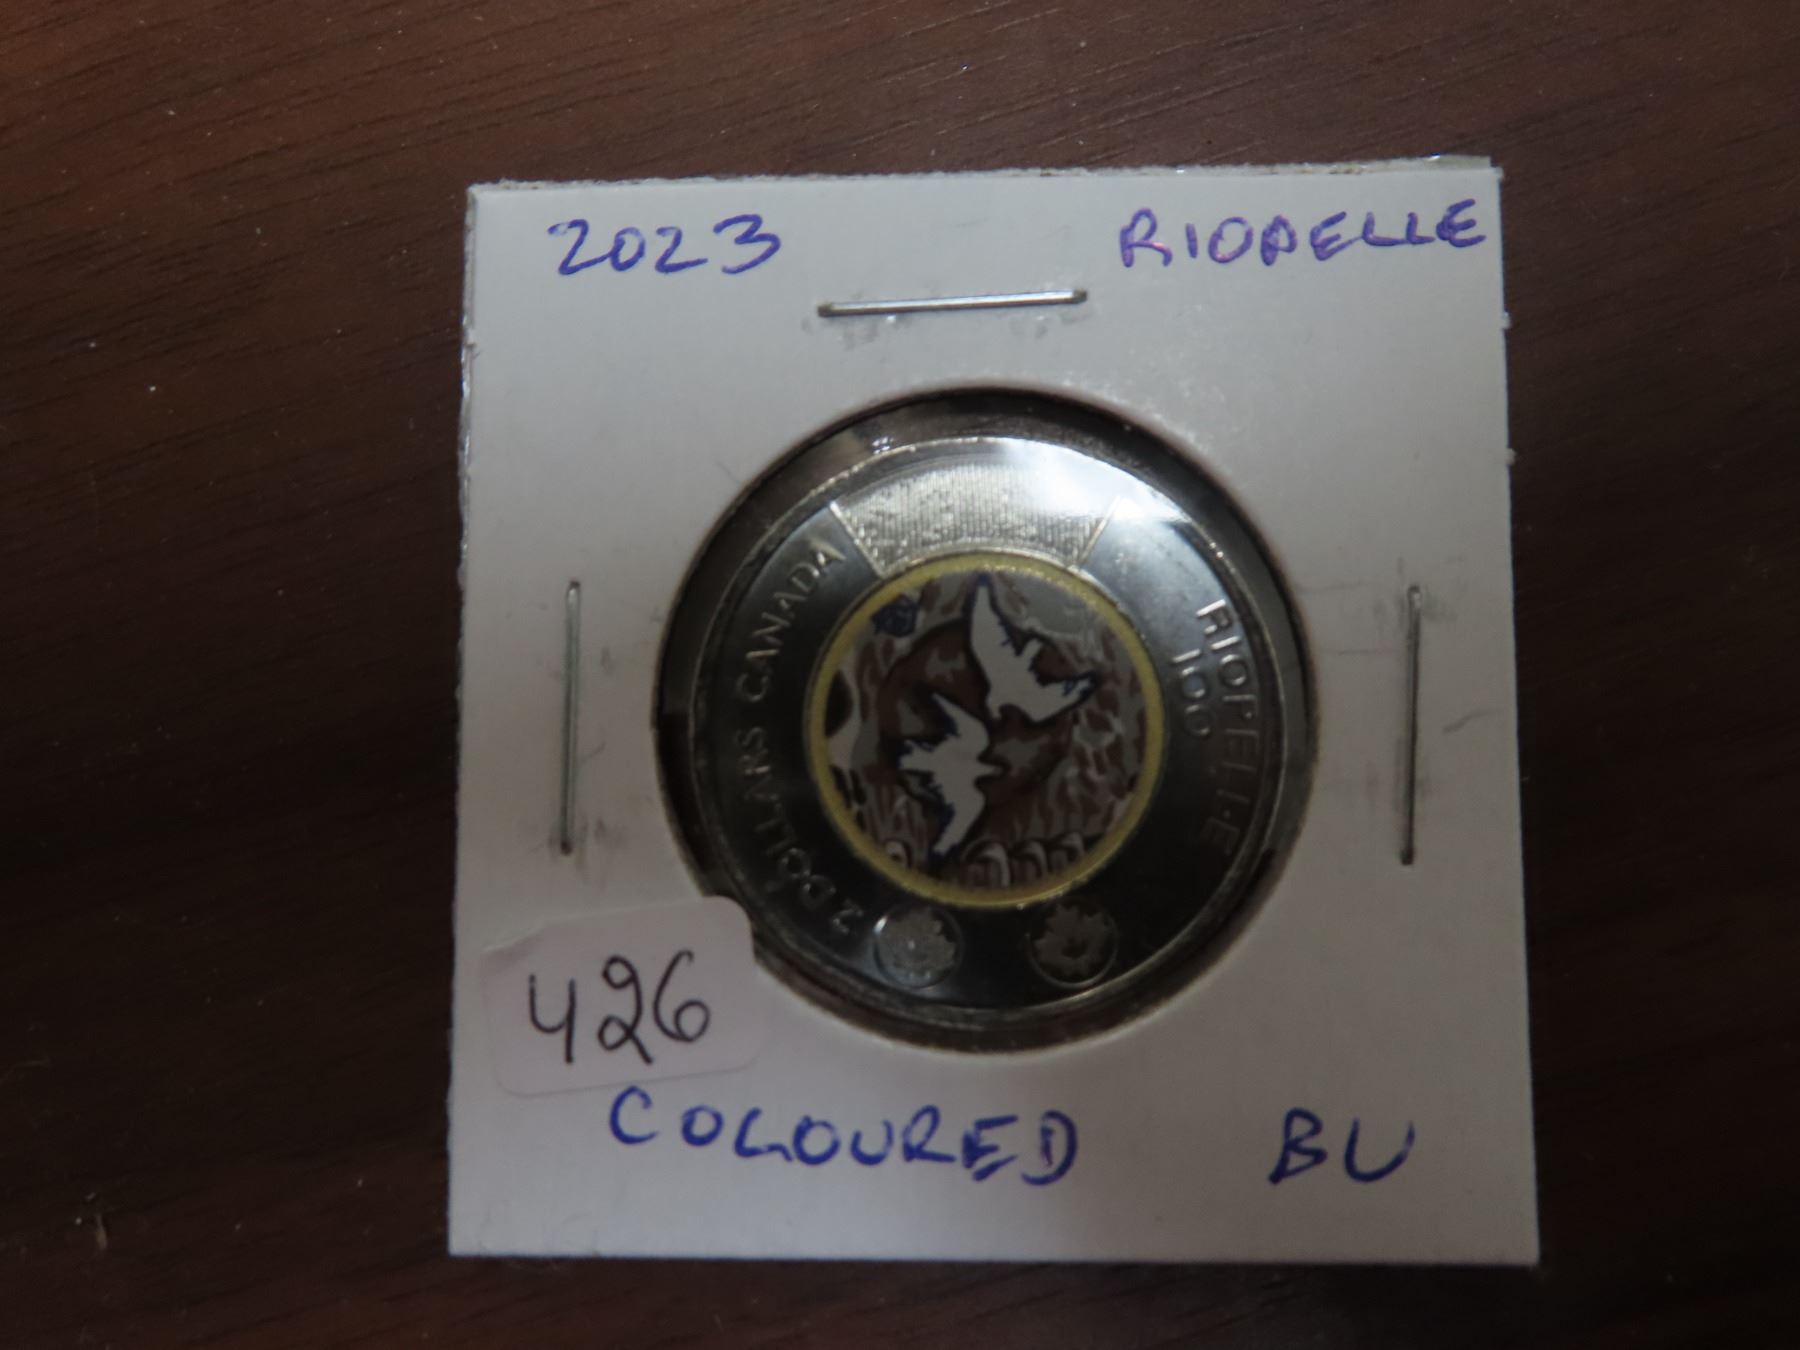 2023 RIOPELLE
2 DOLLARS CANADA
RIOPELLE
100
426
COLOURED BU